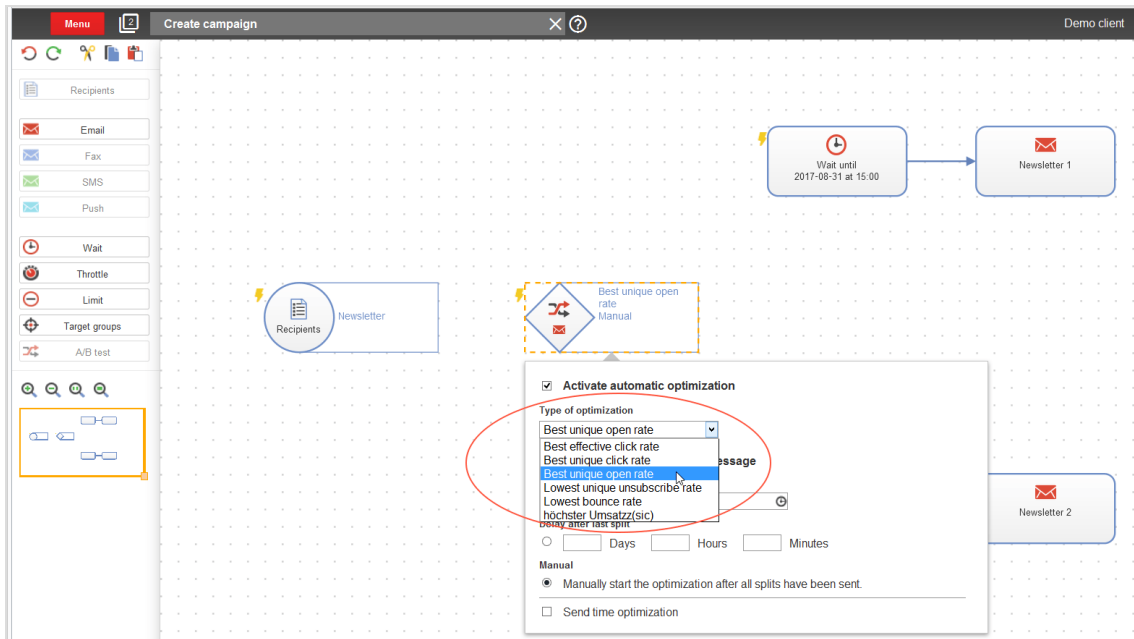 Menu
2
Create campaign
Demo client
Recipients
Email
Fax
SMS
Push
Wait
Throttle
Limit
Target groups
A/B test
Wait until
2017-08-31 at 15:00
Newsletter 1
Recipients
Newsletter
Best unique open
rate
Manual
Activate automatic optimization
Type of optimization
Best unique open rate
Best effective click rate
Best unique click rate
Best unique open rate
essage
Lowest unique unsubscribe rate
Lowest bounce rate
höchster Umsatzz(sic)
Delay after last split
Days
Hours
Minutes
Manual
Manually start the optimization after all splits have been sent.
Send time optimization
Newsletter 2